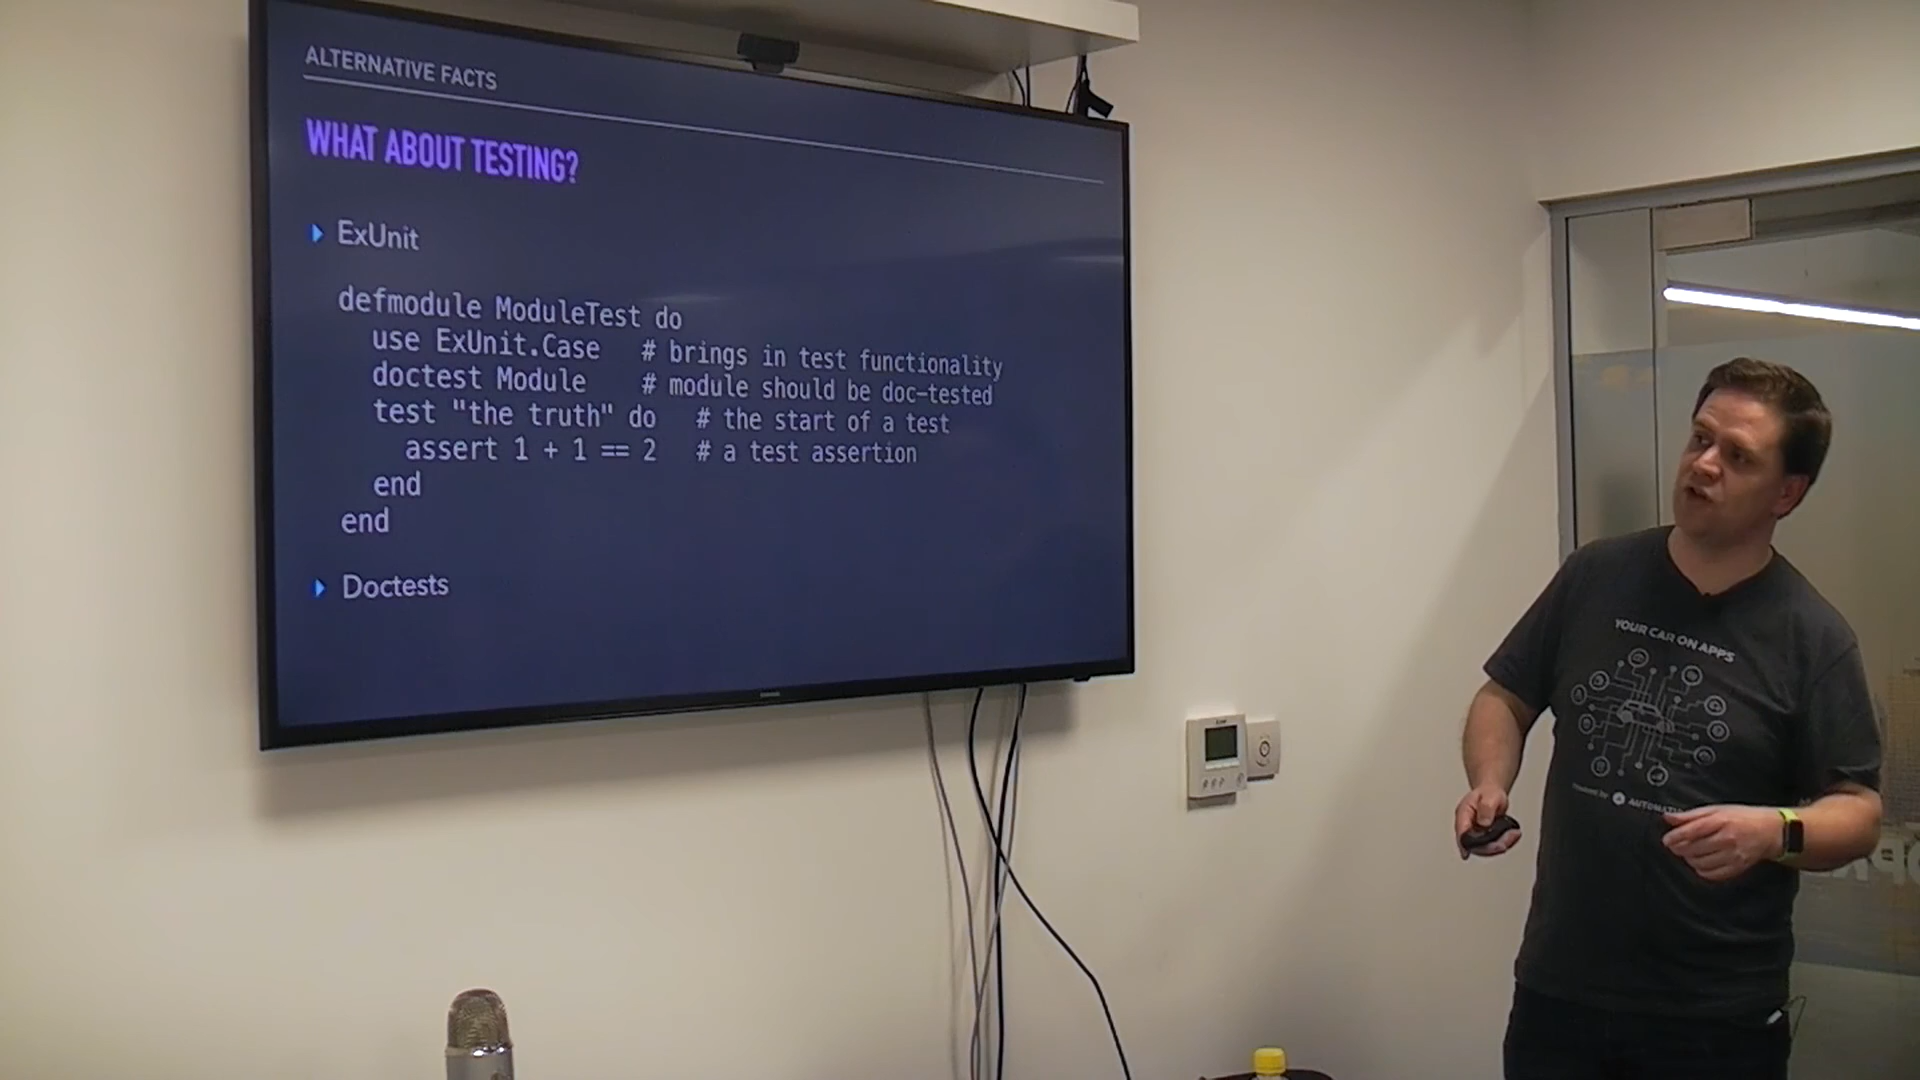 ALTERNATIVE FACTS
WHAT ABOUT TESTING?
ExUnit
defmodule ModuleTest do
use ExUnit.Case # brings in test functionality
doctest Module # module should be doc-tested
test "the truth" do # the start of a test
assert 1 + 1 == 2 # a test assertion
end
end
Doctests
YOUR CAR ON APPS